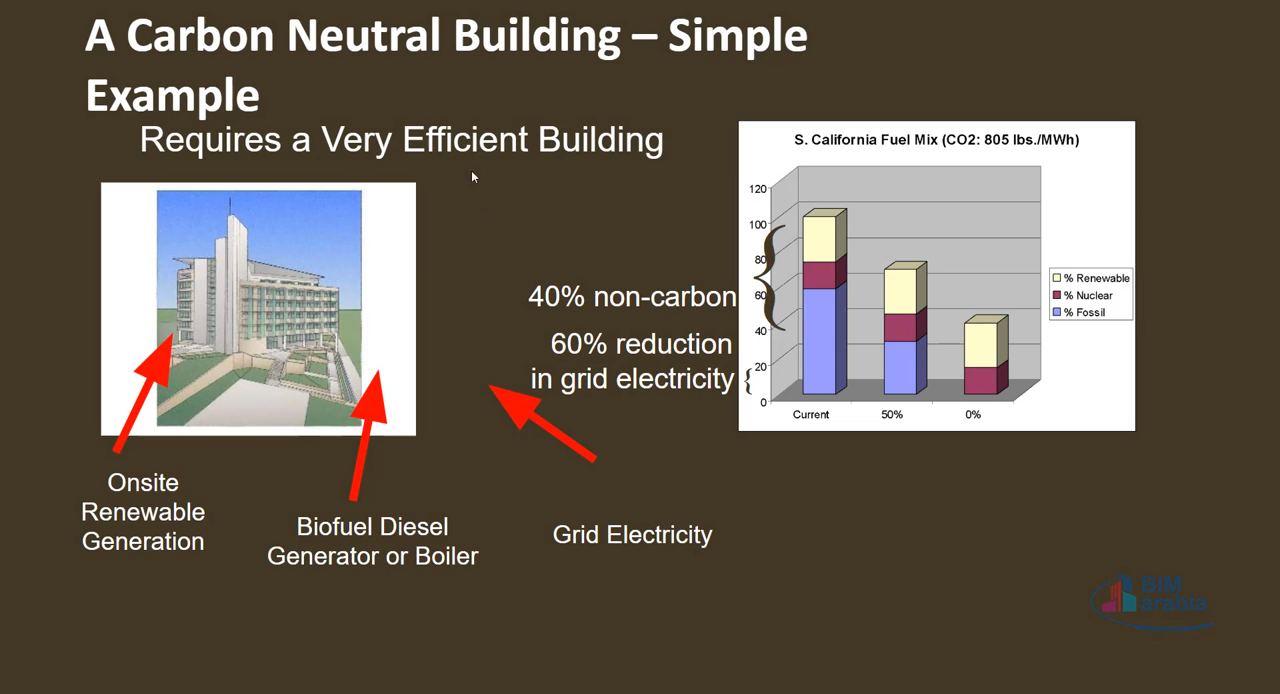 A Carbon Neutral Building – Simple
Example
Requires a Very Efficient Building
S. California Fuel Mix (CO2: 805 lbs./MWh)
120
100
80
60
40
20
0
Current
50%
0%
% Renewable
% Nuclear
% Fossil
40% non-carbon
60% reduction
in grid electricity
Onsite
Renewable
Generation
Biofuel Diesel
Generator or Boiler
Grid Electricity
BIM
arabia